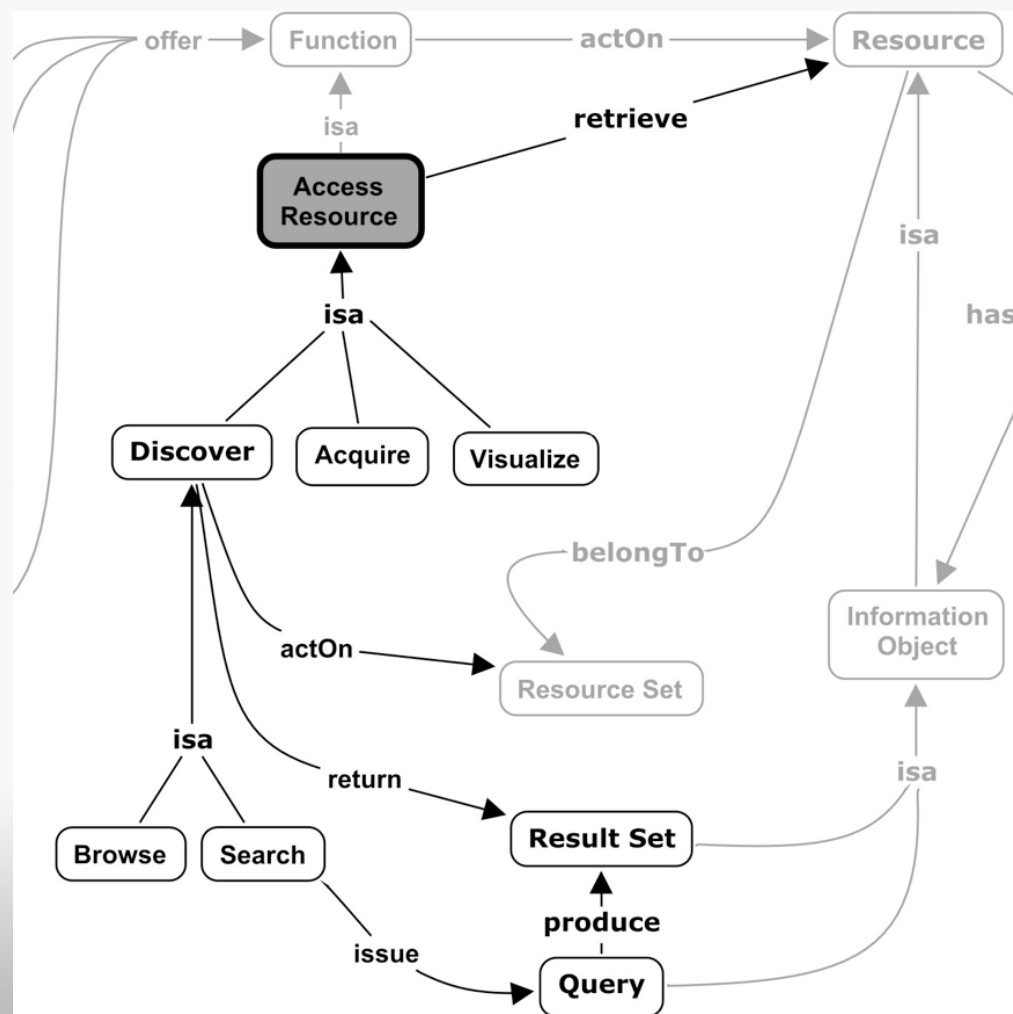 offer
Function
actOn
Resource
retrieve
isa
Access
Resource
isa
isa
has
Discover
Acquire
Visualize
belongTo
Information
Object
actOn
Resource Set
isa
isa
return
Browse
Search
Result Set
produce
issue
Query